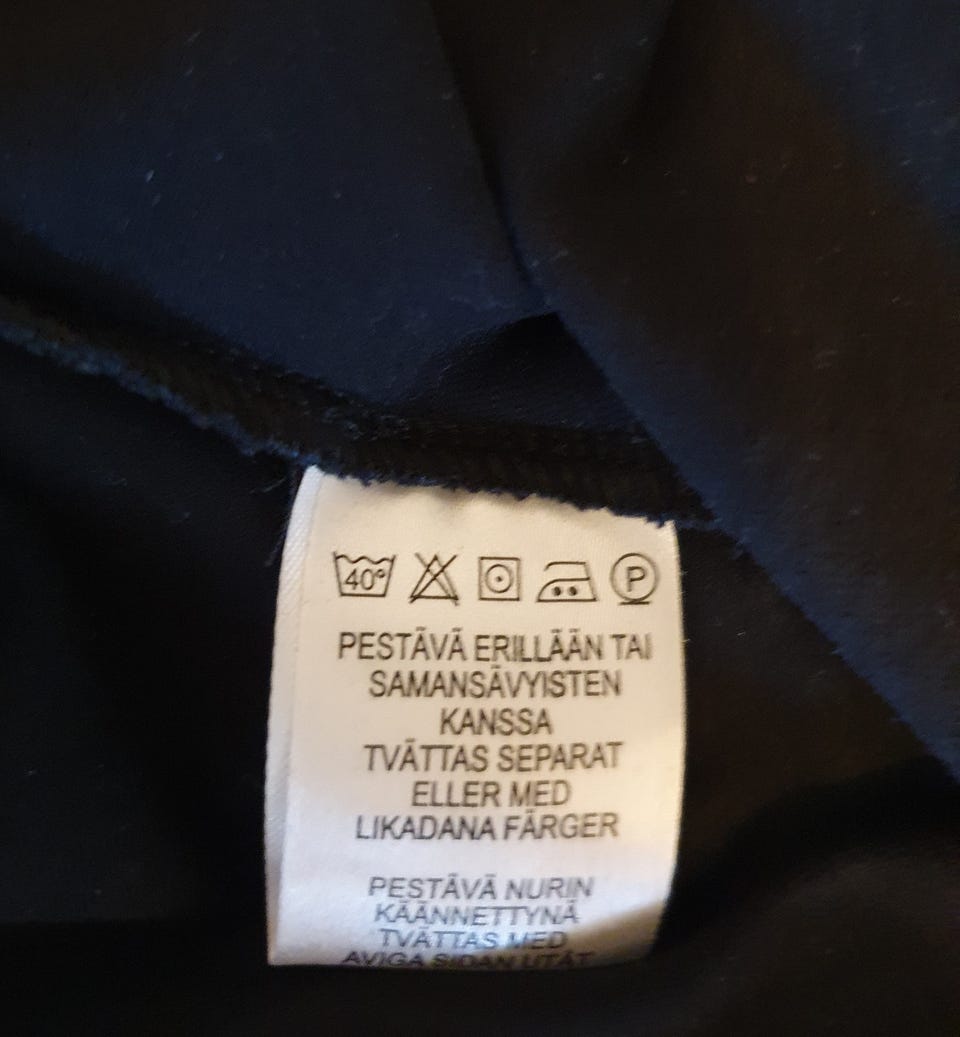 40°
P
PESTÄVÄ ERILLÄÄN TAI
SAMANSÄVYISTEN
KANSSA
TVÄTTAS SEPARAT
ELLER MED
LIKADANA FÄRGER
PESTÄVÄ NURIN
KÄÄNNETTYNÄ
TVÄTTAS MED
AVIGA SIDAN UTÅT